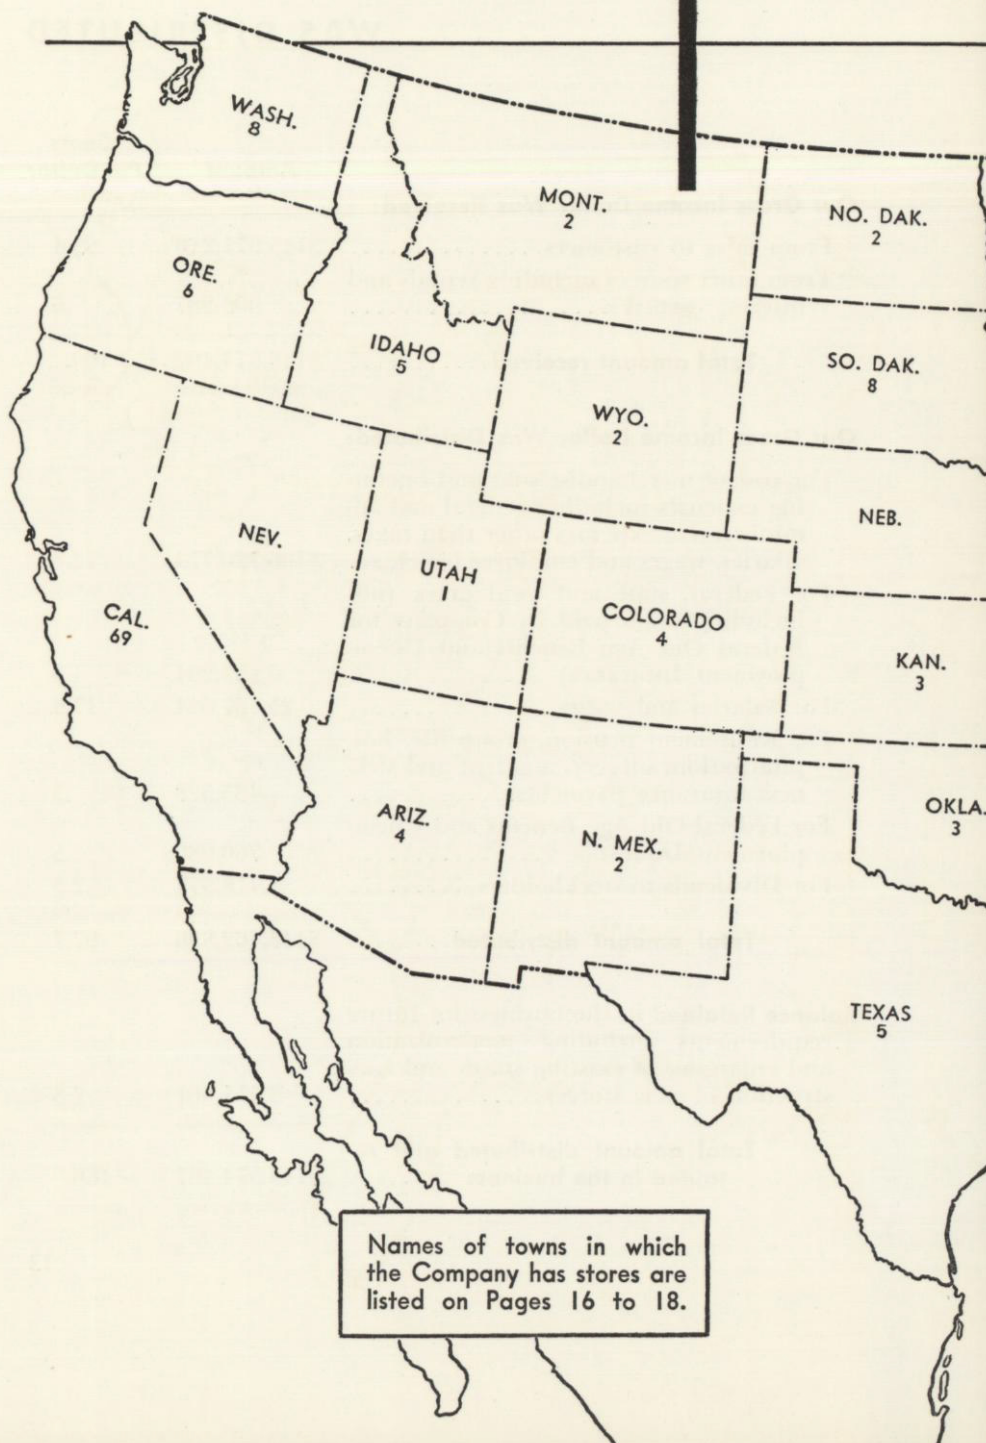 WASH.
8
MONT.
2
NO. DAK.
2
ORE.
6
IDAHO
5
SO. DAK.
8
WYO.
2
NEB.
NEV.
UTAH
1
COLORADO
4
CAL.
69
KAN.
3
ARIZ.
4
N. MEX.
2
OKLA.
3
TEXAS
5
Names of towns in which
the Company has stores are
listed on Pages 16 to 18.